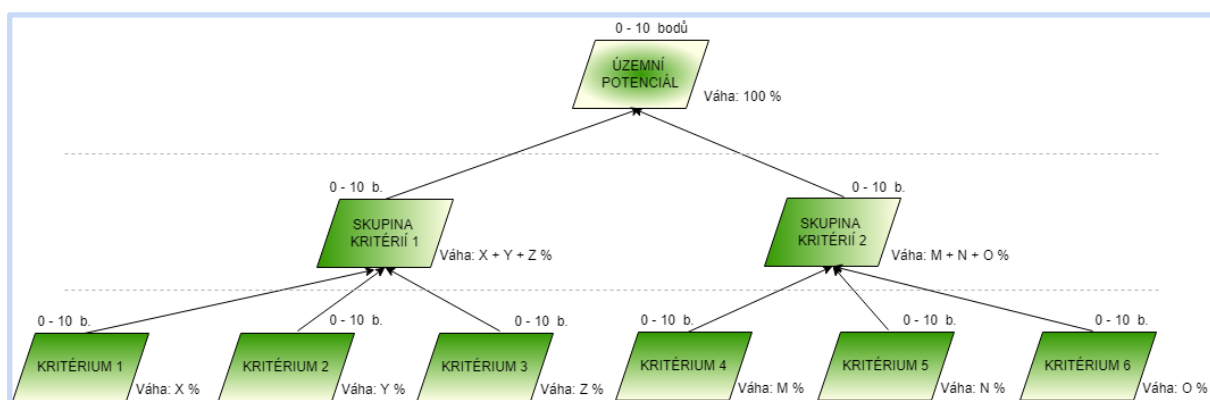 0 - 10 bodů
ÚZEMNÍ
POTENCIÁL
Váha: 100 %
0 - 10 b.
SKUPINA
KRITÉRIÍ 1
Váha: X + Y + Z %
0 - 10 b.
SKUPINA
KRITÉRIÍ 2
Váha: M + N + O %
0 - 10 b.
KRITÉRIUM 1
Váha: X %
0 - 10 b.
KRITÉRIUM 2
Váha: Y %
0 - 10 b.
KRITÉRIUM 3
Váha: Z %
0 - 10 b.
KRITÉRIUM 4
Váha: M %
0 - 10 b.
KRITÉRIUM 5
Váha: N %
0 - 10 b.
KRITÉRIUM 6
Váha: O %